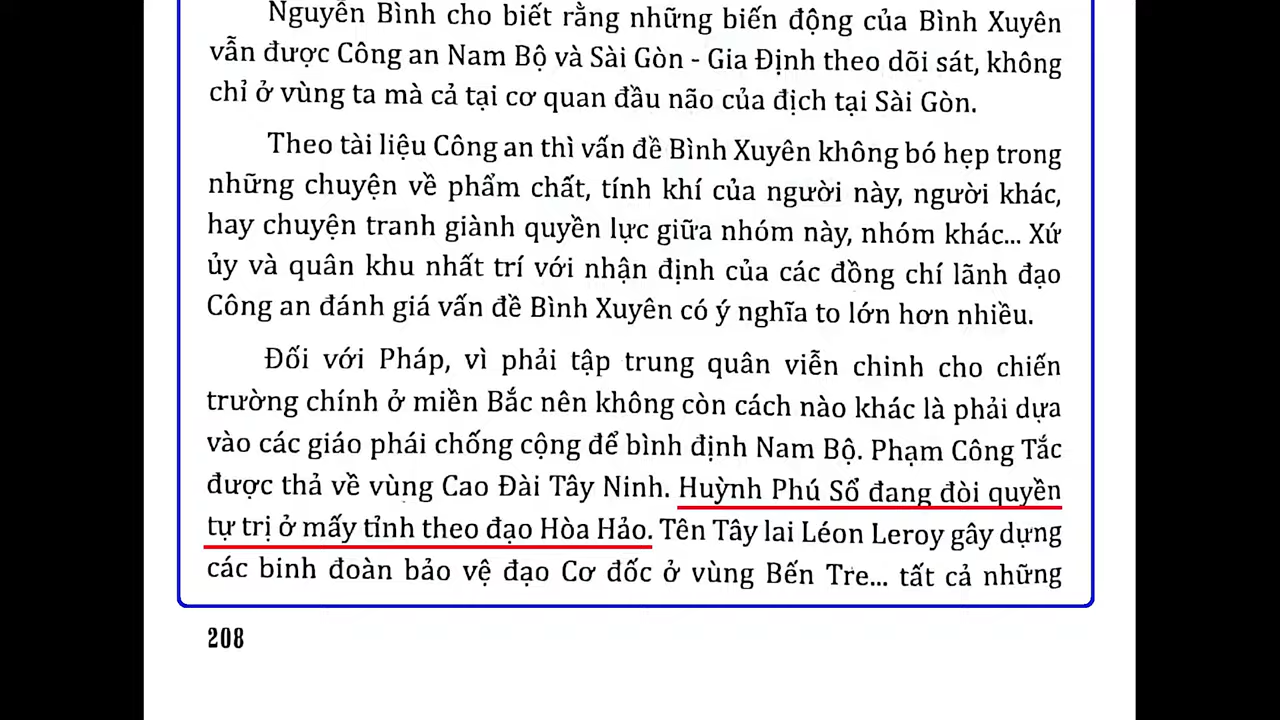 Nguyễn Bình cho biết rằng những biến động của Bình Xuyên
vẫn được Công an Nam Bộ và Sài Gòn - Gia Định theo dõi sát, không
chỉ ở vùng ta mà cả tại cơ quan đầu não của địch tại Sài Gòn.
Theo tài liệu Công an thì vấn đề Bình Xuyên không bó hẹp trong
những chuyện về phẩm chất, tính khí của người này, người khác,
hay chuyện tranh giành quyền lực giữa nhóm này, nhóm khác... Xứ
ủy và quân khu nhất trí với nhận định của các đồng chí lãnh đạo
Công an đánh giá vấn đề Bình Xuyên có ý nghĩa to lớn hơn nhiều.
Đối với Pháp, vì phải tập trung quân viễn chinh cho chiến
trường chính ở miền Bắc nên không còn cách nào khác là phải dựa
vào các giáo phái chống cộng để bình định Nam Bộ. Phạm Công Tắc
được thả về vùng Cao Đài Tây Ninh. Huỳnh Phú Sổ đang đòi quyền
tự trị ở mấy tỉnh theo đạo Hòa Hảo. Tên Tây lai Léon Leroy gây dựng
các binh đoàn bảo vệ đạo Cơ đốc ở vùng Bến Tre... tất cả những
208